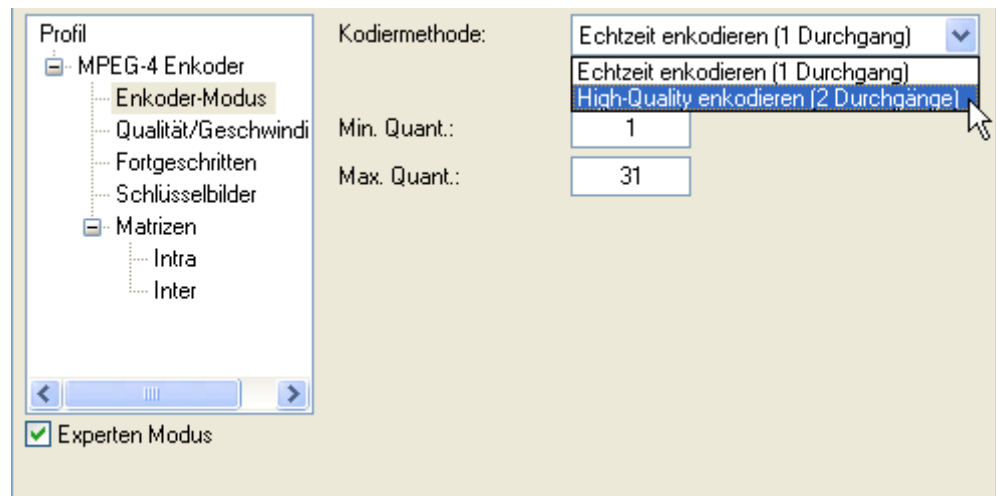 Profil
MPEG-4 Enkoder
Enkoder-Modus
Qualität/Geschwindi
Fortgeschritten
Schlüsselbilder
Matrizen
Intra
Inter
Experten Modus
Kodiermethode:
Echtzeit enkodieren (1 Durchgang)
Echtzeit enkodieren (1 Durchgang)
High-Quality enkodieren (2 Durchgänge)
Min. Quant.: 1
Max. Quant.: 31